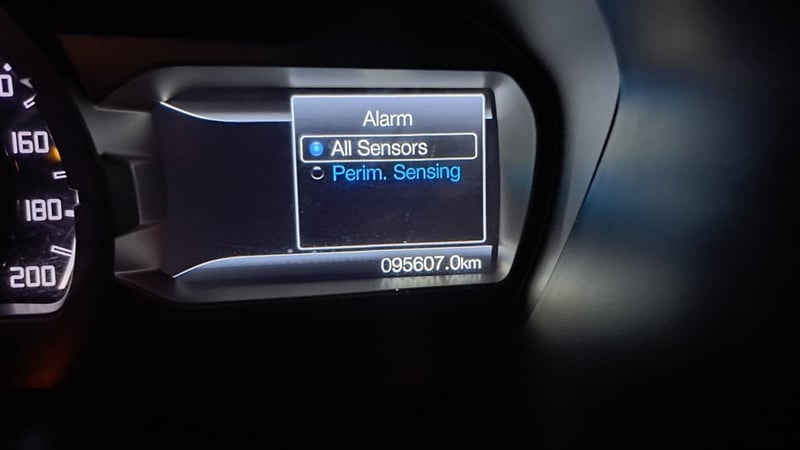 160
180
200
Alarm
All Sensors
Perim. Sensing
095607.0km